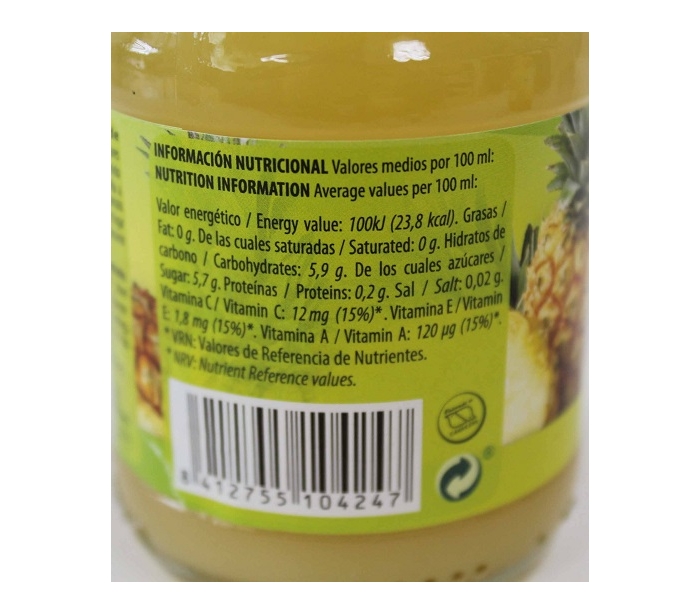 INFORMACIÓN NUTRICIONAL Valores medios por 100 ml:
NUTRITION INFORMATION Average values per 100 ml:
Valor energético / Energy value: 100kJ (23,8 kcal). Grasas /
Fat: 0 g. De las cuales saturadas / Saturated: 0 g. Hidratos de
carbono / Carbohydrates: 5,9 g. De los cuales azúcares /
Sugar: 5,7 g. Proteínas / Proteins: 0,2 g. Sal / Salt: 0,02 g.
Vitamina C / Vitamin C: 12 mg (15%)*. Vitamina E / Vitamin
E: 1,8 mg (15%)*. Vitamina A / Vitamin A: 120 µg (15%)*.
* VRN: Valores de Referencia de Nutrientes.
* NRV: Nutrient Reference values.
8 412755 104247
®